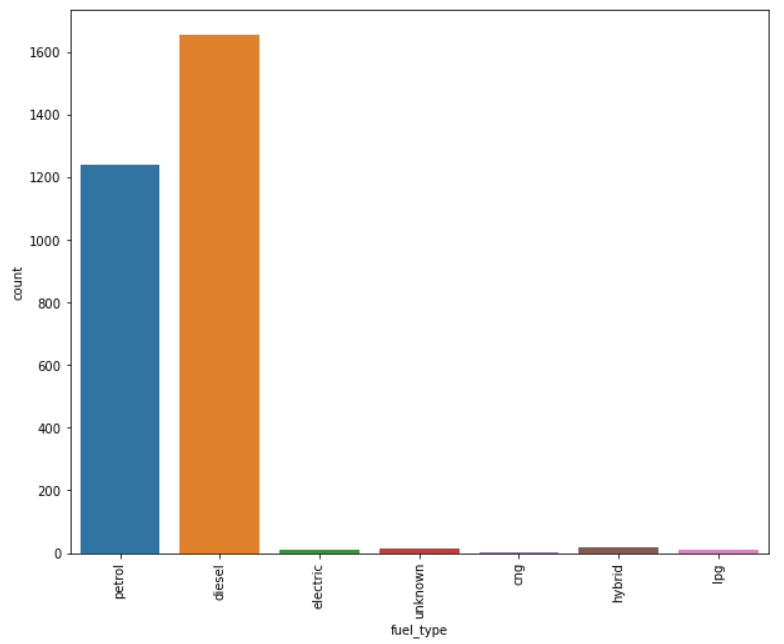 1600
1400
1200
1000
800
600
400
200
0
count
petrol
diesel
electric
unknown
cng
hybrid
lpg
fuel_type